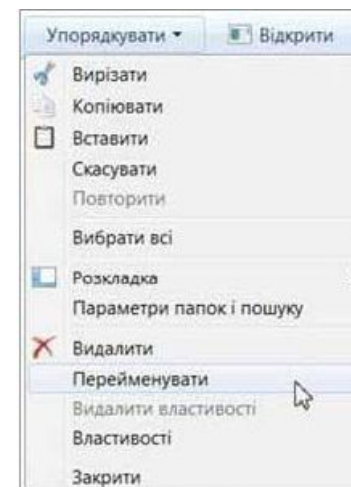 Упорядкувати Відкрити
Вирізати
Копіювати
Вставити
Скасувати
Повторити
Вибрати всі
Розкладка
Параметри папок і пошуку
Видалити
Перейменувати
Видалити властивості
Властивості
Закрити